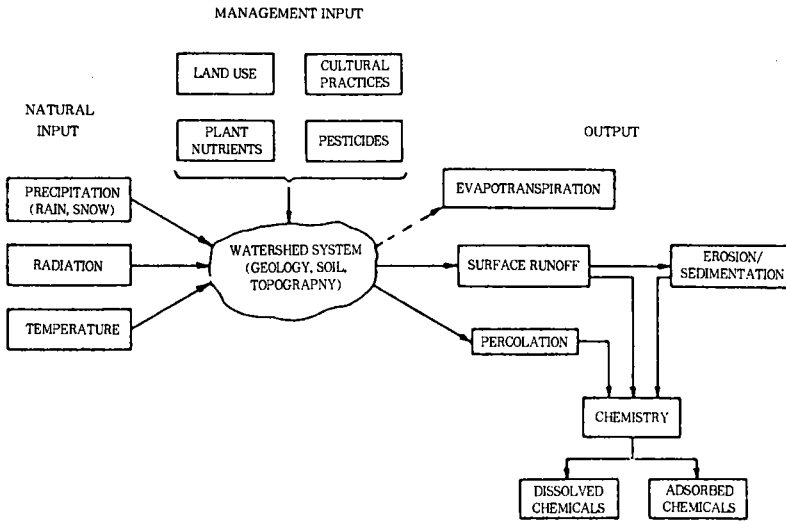 MANAGEMENT INPUT
LAND USE
CULTURAL
PRACTICES
PLANT
NUTRIENTS
PESTICIDES
NATURAL
INPUT
PRECIPITATION
(RAIN, SNOW)
RADIATION
TEMPERATURE
WATERSHED SYSTEM
(GEOLOGY, SOIL,
TOPOGRAPNY)
OUTPUT
EVAPOTRANSPIRATION
SURFACE RUNOFF
EROSION/
SEDIMENTATION
PERCOLATION
CHEMISTRY
DISSOLVED
CHEMICALS
ADSORBED
CHEMICALS